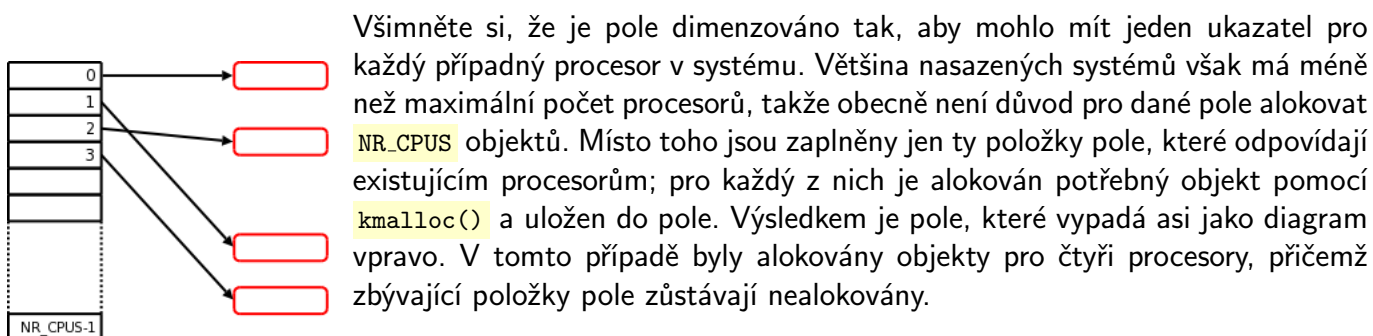 0
1
2
3
NR_CPUS-1
Všimněte si, že je pole dimenzováno tak, aby mohlo mít jeden ukazatel pro
každý případný procesor v systému. Většina nasazených systémů však má méně
než maximální počet procesorů, takže obecně není důvod pro dané pole alokovat
NR_CPUS objektů. Místo toho jsou zaplněny jen ty položky pole, které odpovídají
existujícím procesorům; pro každý z nich je alokován potřebný objekt pomocí
kmalloc() a uložen do pole. Výsledkem je pole, které vypadá asi jako diagram
vpravo. V tomto případě byly alokovány objekty pro čtyři procesory, přičemž
zbývající položky pole zůstávají nealokovány.